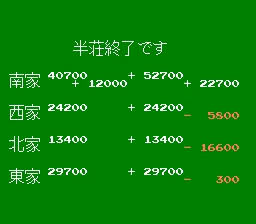 半荘終了です
南家 40700 + 12000 + 52700 + 22700
西家 24200 + 24200 - 5800
北家 13400 + 13400 - 16600
東家 29700 + 29700 - 300